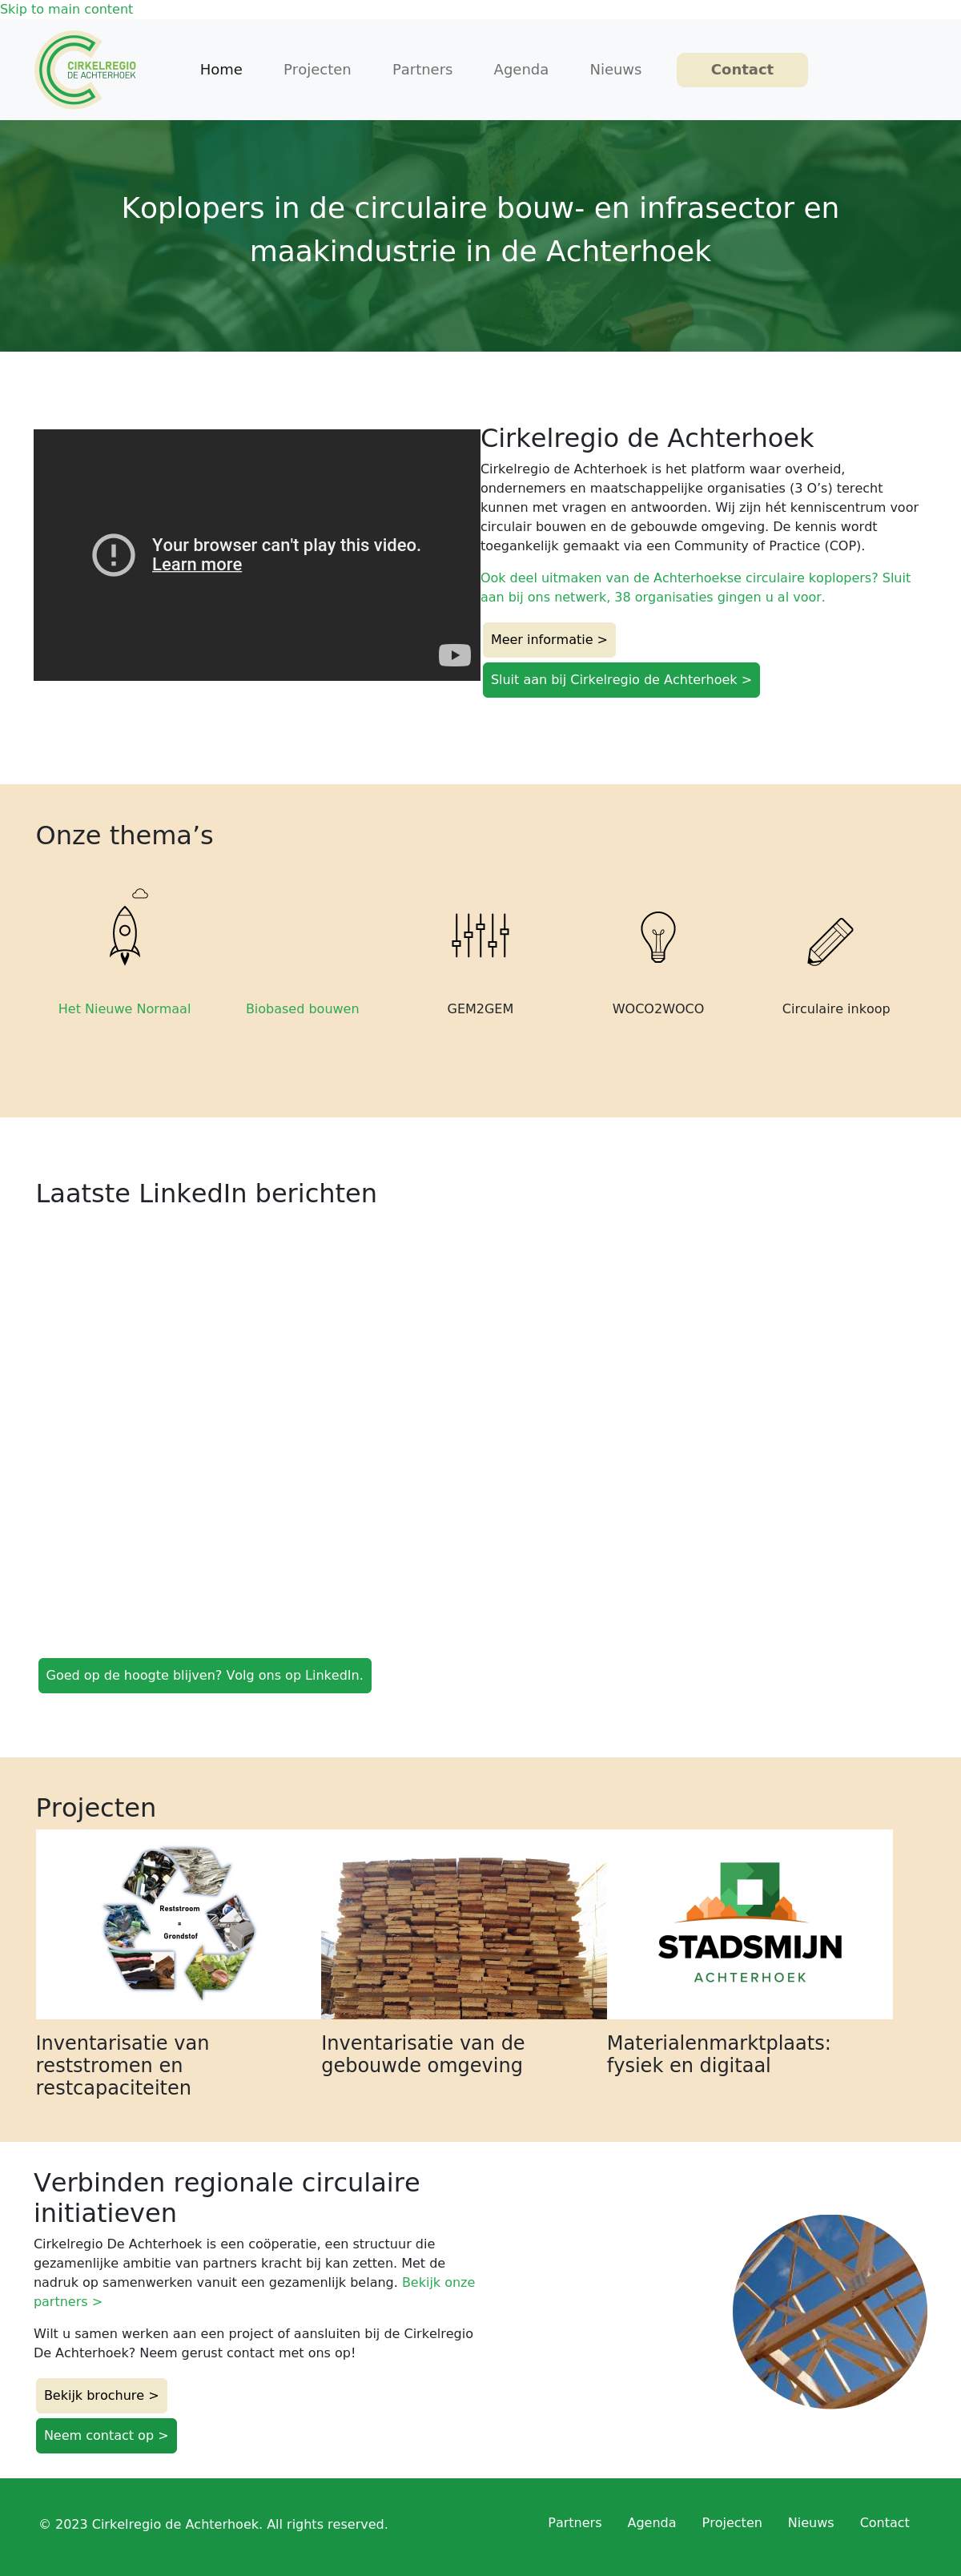 Skip to main content
CIRKELREGIO
DE ACHTERHOEK
Home
Projecten
Partners
Agenda
Nieuws
Contact
Koplopers in de circulaire bouw- en infrasector en
maakindustrie in de Achterhoek
Your browser can't play this video.
Learn more
Cirkelregio de Achterhoek
Cirkelregio de Achterhoek is het platform waar overheid,
ondernemers en maatschappelijke organisaties (3 O’s) terecht
kunnen met vragen en antwoorden. Wij zijn hét kenniscentrum voor
circulair bouwen en de gebouwde omgeving. De kennis wordt
toegankelijk gemaakt via een Community of Practice (COP).
Ook deel uitmaken van de Achterhoekse circulaire koplopers? Sluit
aan bij ons netwerk, 38 organisaties gingen u al voor.
Meer informatie >
Sluit aan bij Cirkelregio de Achterhoek >
Onze thema’s
Het Nieuwe Normaal
Biobased bouwen
GEM2GEM
WOCO2WOCO
Circulaire inkoop
Laatste LinkedIn berichten
Goed op de hoogte blijven? Volg ons op LinkedIn.
Projecten
Reststroom
=
Grondstof
STADSMIJN
ACHTERHOEK
Inventarisatie van
reststromen en
restcapaciteiten
Inventarisatie van de
gebouwde omgeving
Materialenmarktplaats:
fysiek en digitaal
Verbinden regionale circulaire
initiatieven
Cirkelregio De Achterhoek is een coöperatie, een structuur die
gezamenlijke ambitie van partners kracht bij kan zetten. Met de
nadruk op samenwerken vanuit een gezamenlijk belang. Bekijk onze
partners >
Wilt u samen werken aan een project of aansluiten bij de Cirkelregio
De Achterhoek? Neem gerust contact met ons op!
Bekijk brochure >
Neem contact op >
© 2023 Cirkelregio de Achterhoek. All rights reserved.
Partners
Agenda
Projecten
Nieuws
Contact